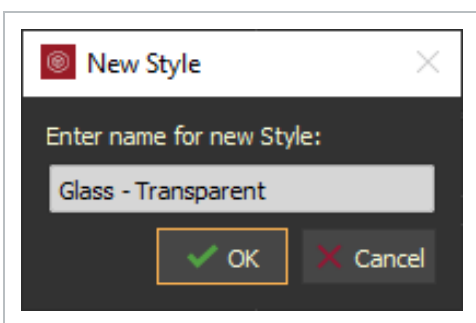 New Style
Enter name for new Style:
Glass - Transparent
OK Cancel